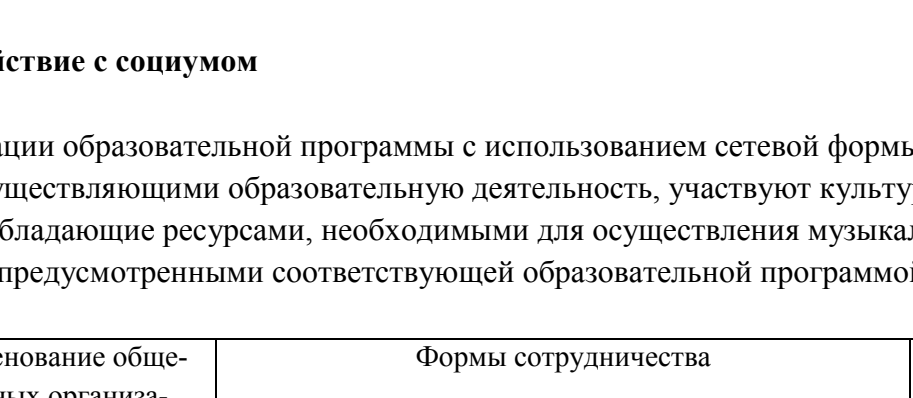 йствие с социумом
ации образовательной программы с использованием сетевой формы
уществляющими образовательную деятельность, участвуют культур
бладающие ресурсами, необходимыми для осуществления музыкал
предусмотренными соответствующей образовательной программой
енование обще-
Формы сотрудничества
ных организа-